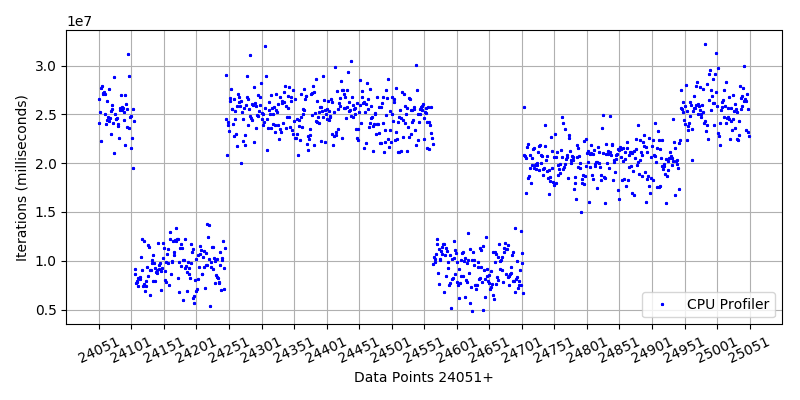 1e7
3.0
2.5
2.0
1.5
1.0
0.5
Iterations (milliseconds)
CPU Profiler
24051 24101 24151 24201 24251 24301 24351 24401 24451 24501 24551 24601 24651 24701 24751 24801 24851 24901 24951 25001 25051
Data Points 24051+